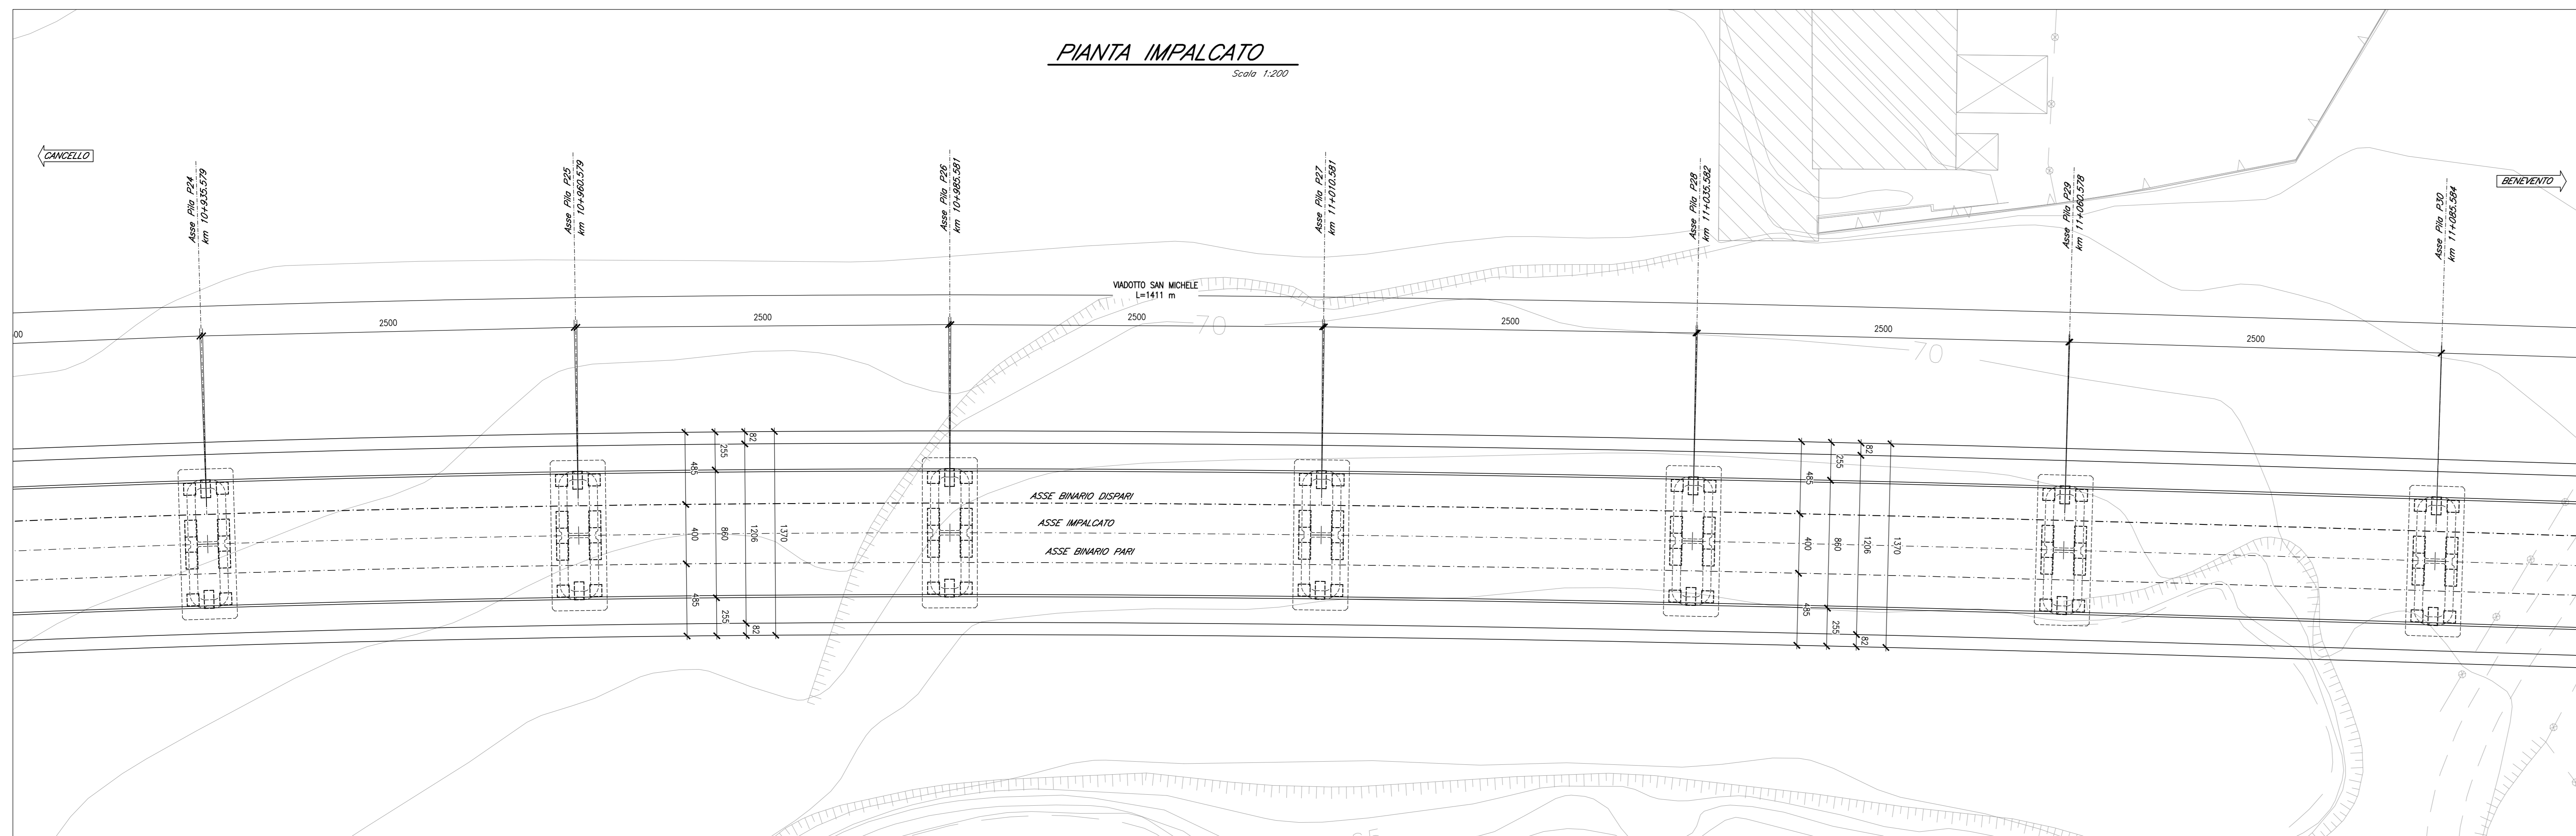 PIANTA IMPALCATO
Scala 1:200
CANCELLO
BENEVENTO
Asse Pila P24
km 10+935.579
Asse Pila P25
km 10+960.579
Asse Pila P26
km 10+985.581
Asse Pila P27
km 11+010.581
Asse Pila P28
km 11+035.582
Asse Pila P29
km 11+060.578
Asse Pila P30
km 11+085.584
VIADOTTO SAN MICHELE
L=1411 m
00
2500
2500
2500
2500
2500
2500
70
70
82
255
485
400
860
1206
1370
485
255
82
ASSE BINARIO DISPARI
ASSE IMPALCATO
ASSE BINARIO PARI
82
255
485
400
860
1206
1370
485
255
82